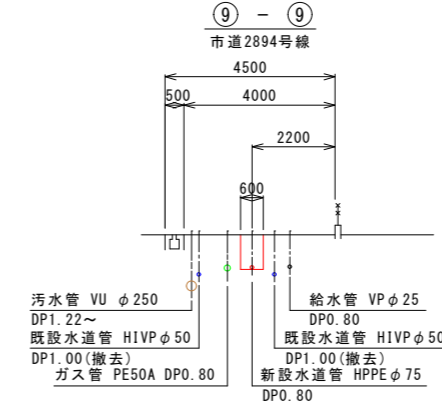 ⑨ - ⑨
市道2894号線
4500
500 4000
2200
600
汚水管 VU φ250
DP1.22～
既設水道管 HIVPφ50
DP1.00(撤去)
ガス管 PE50A DP0.80
給水管 VPφ25
DP0.80
既設水道管 HIVPφ50
DP1.00(撤去)
新設水道管 HPPEφ75
DP0.80